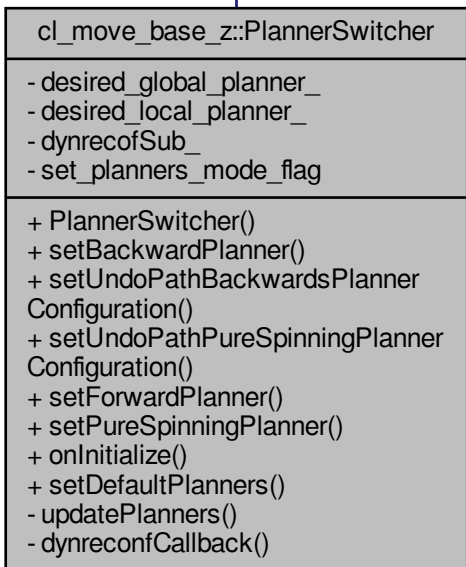 cl_move_base_z::PlannerSwitcher
- desired_global_planner_
- desired_local_planner_
- dynrecofSub_
- set_planners_mode_flag
+ PlannerSwitcher()
+ setBackwardPlanner()
+ setUndoPathBackwardsPlanner
Configuration()
+ setUndoPathPureSpinningPlanner
Configuration()
+ setForwardPlanner()
+ setPureSpinningPlanner()
+ onInitialize()
+ setDefaultPlanners()
- updatePlanners()
- dynreconfCallback()